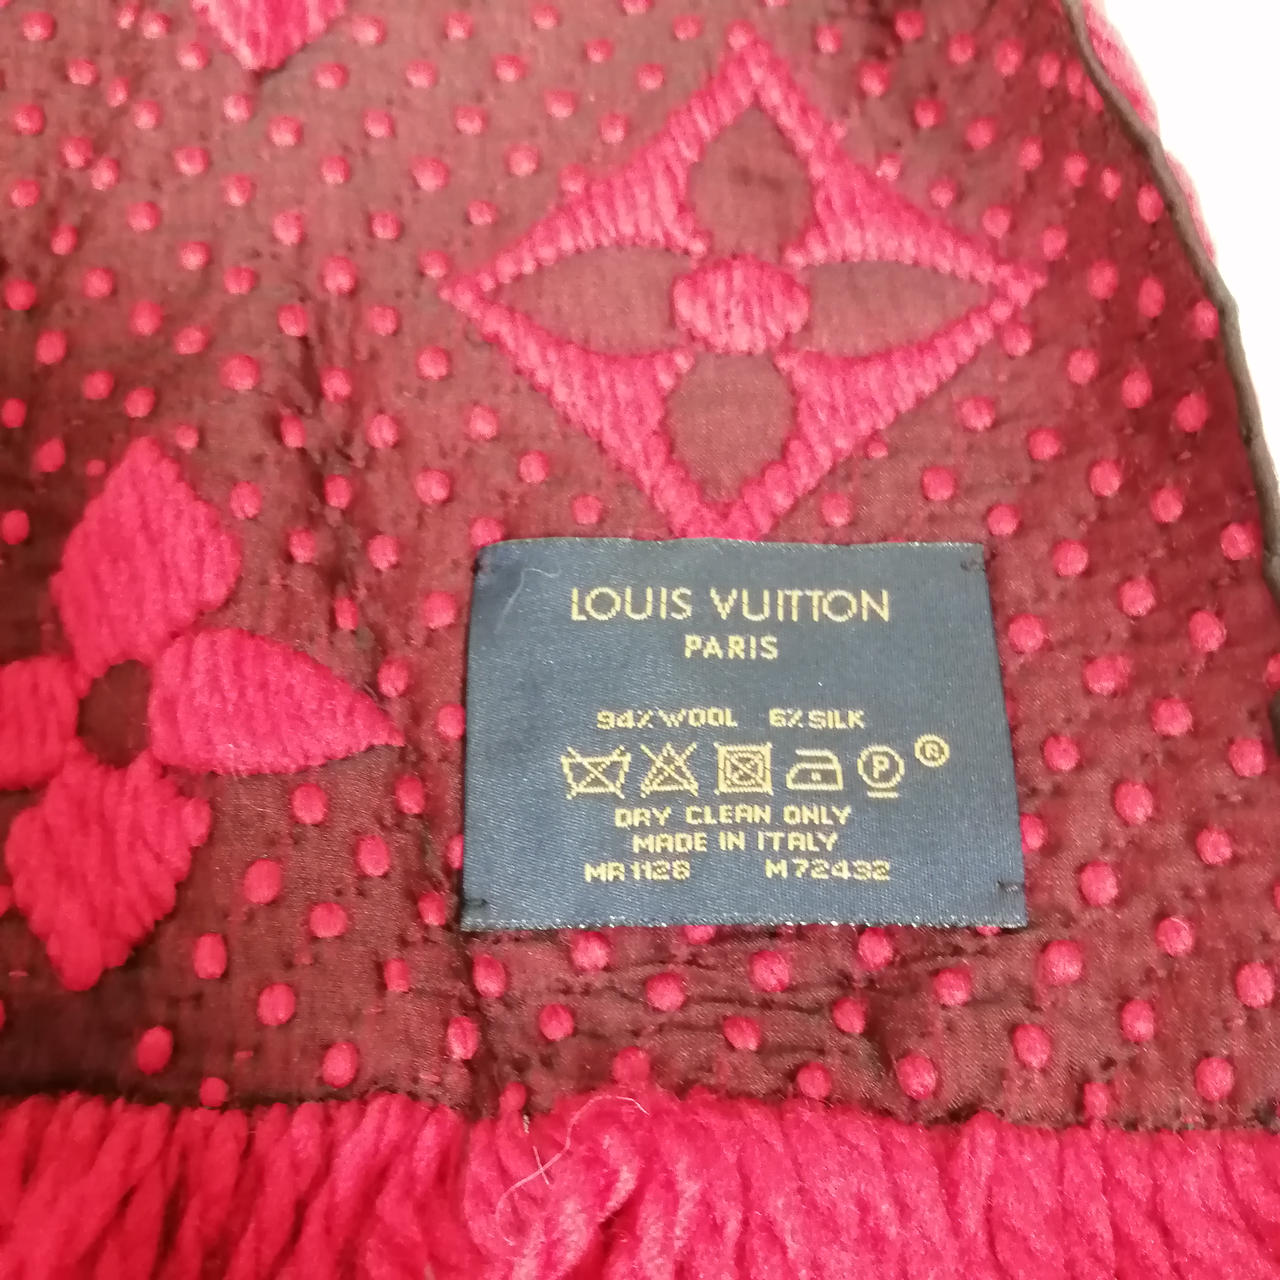 LOUIS VUITTON
PARIS
94% WOOL 6% SILK
P ®
DRY CLEAN ONLY
MADE IN ITALY
MR1128 M72432